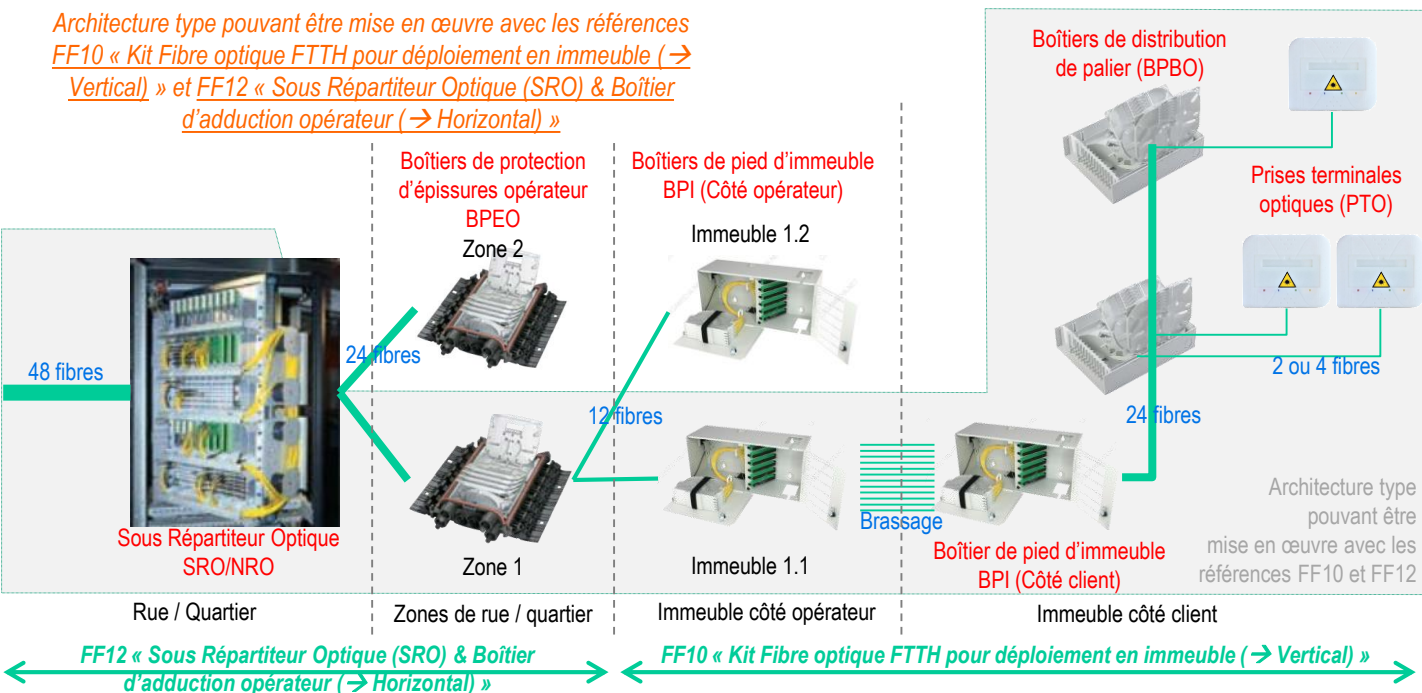 Architecture type pouvant être mise en œuvre avec les références
FF10 « Kit Fibre optique FTTH pour déploiement en immeuble (→
Vertical) » et FF12 « Sous Répartiteur Optique (SRO) & Boîtier
d'adduction opérateur (→ Horizontal) »
Boîtiers de distribution
de palier (BPBO)
Boîtiers de protection
d'épissures opérateur
BPEO
Zone 2
Boîtiers de pied d'immeuble
BPI (Côté opérateur)
Immeuble 1.2
Prises terminales
optiques (PTO)
48 fibres
24 fibres
12 fibres
2 ou 4 fibres
24 fibres
Brassage
Sous Répartiteur Optique
SRO/NRO
Zone 1
Immeuble 1.1
Boîtier de pied d'immeuble
BPI (Côté client)
Architecture type
pouvant être
mise en œuvre avec les
références FF10 et FF12
Rue / Quartier
Zones de rue / quartier
Immeuble côté opérateur
Immeuble côté client
FF12 « Sous Répartiteur Optique (SRO) & Boîtier
d'adduction opérateur (→ Horizontal) »
FF10 « Kit Fibre optique FTTH pour déploiement en immeuble (→ Vertical) »